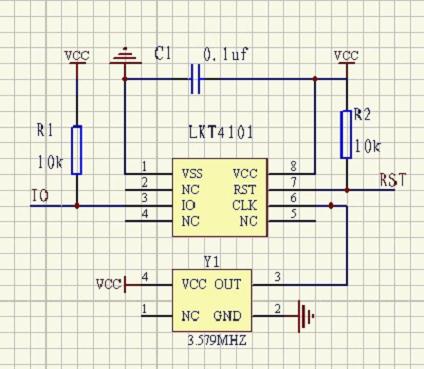 VCC C1 0.1uf VCC
R1 10k
R2 10k
LKT4101
1 VSS VCC 8
2 NC RST 7
3 IO CLK 6
4 NC NC 5
IO
RST
Y1
VCC 4 VCC OUT 3
1 NC GND 2
3.579MHZ